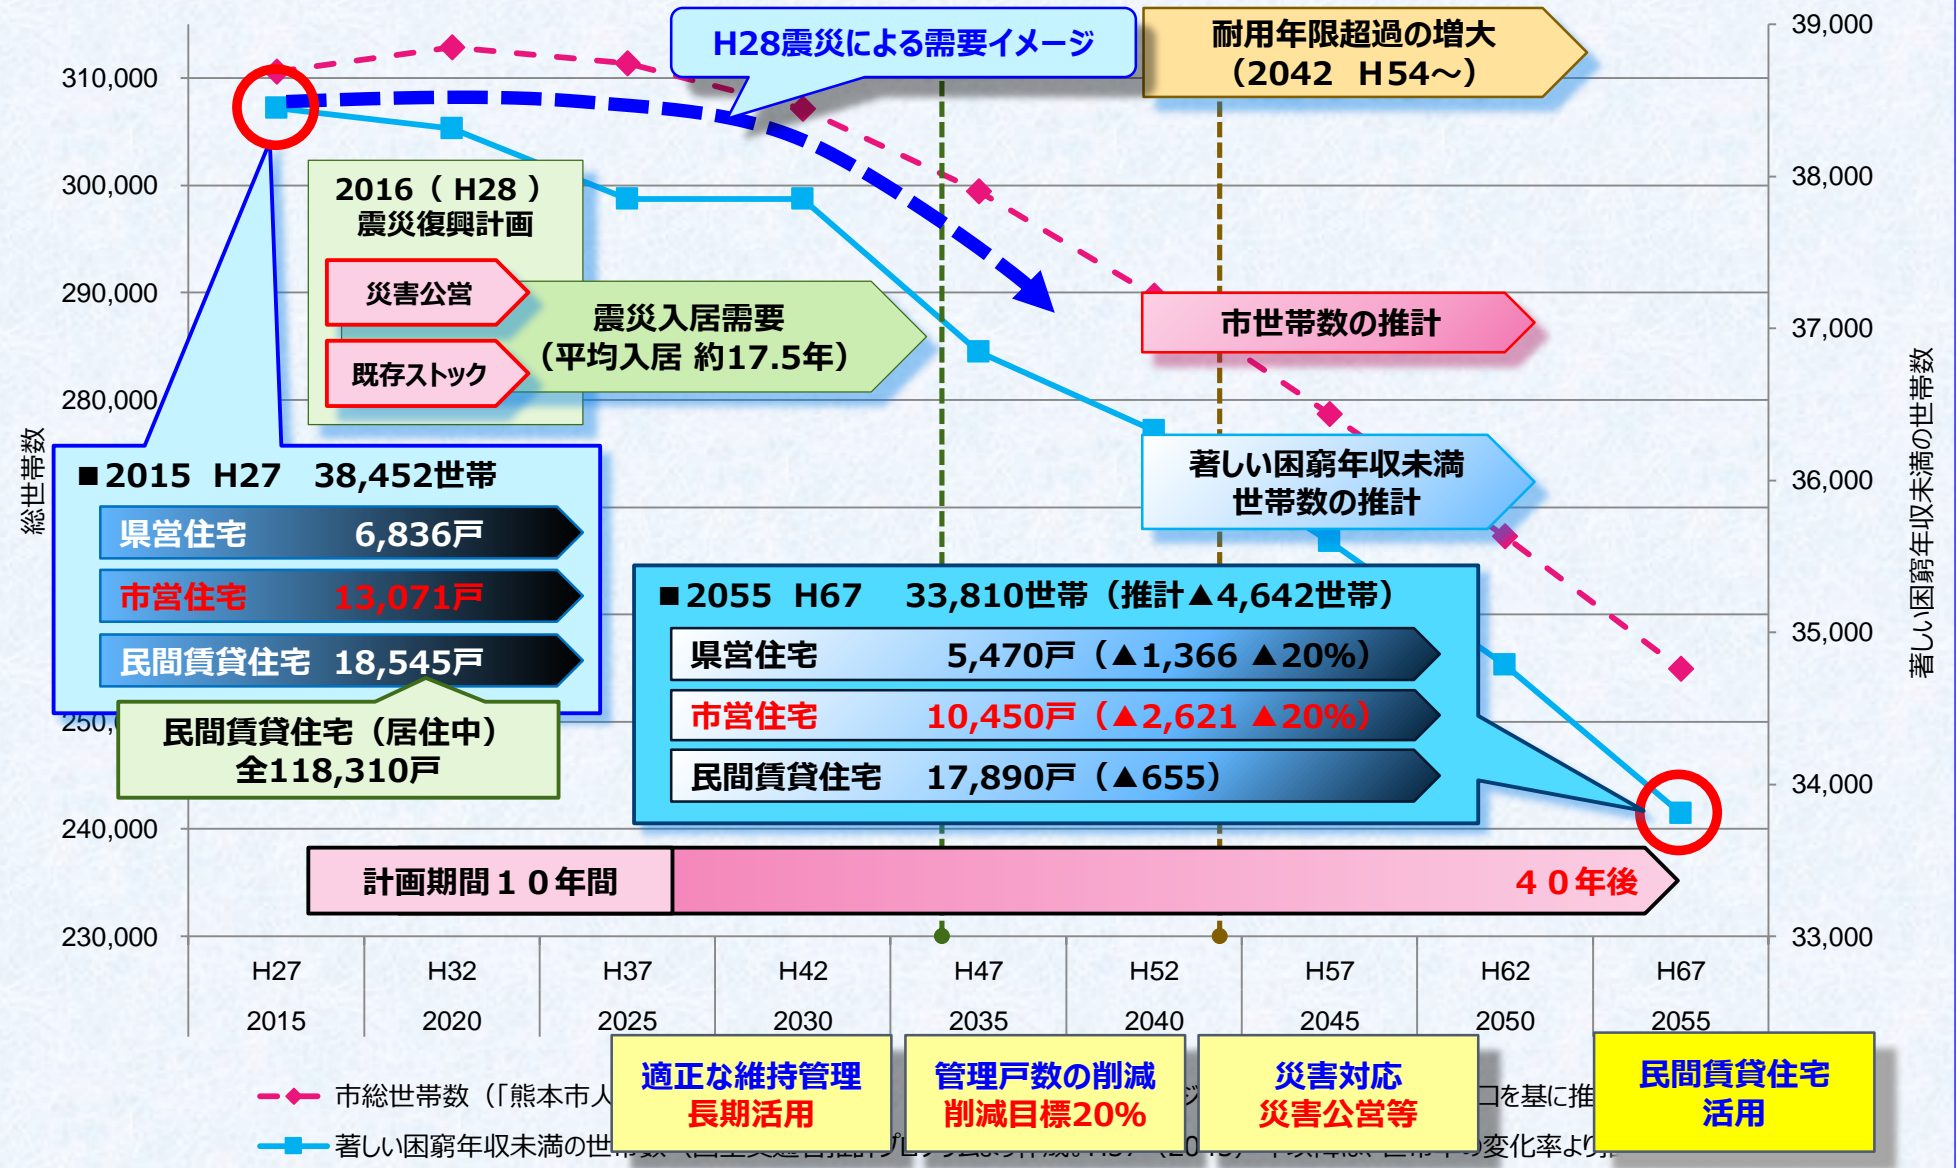 H28震災による需要イメージ
耐用年限超過の増大
（2042 H54～）
39,000
38,000
37,000
36,000
35,000
34,000
33,000
著しい困窮年収未満の世帯数
310,000
300,000
290,000
280,000
250,0
240,000
230,000
総世帯数
2016（ H28 ）
震災復興計画
災害公営
既存ストック
震災入居需要
（平均入居 約17.5年）
市世帯数の推計
著しい困窮年収未満
世帯数の推計
■2015 H27 38,452世帯
県営住宅 6,836戸
市営住宅 13,071戸
民間賃貸住宅 18,545戸
民間賃貸住宅（居住中）
全118,310戸
■2055 H67 33,810世帯（推計▲4,642世帯）
県営住宅 5,470戸（▲1,366 ▲20%）
市営住宅 10,450戸（▲2,621 ▲20%）
民間賃貸住宅 17,890戸（▲655）
計画期間１０年間
４０年後
H27 H32 H37 H42 H47 H52 H57 H62 H67
2015 2020 2025 2030 2035 2040 2045 2050 2055
適正な維持管理
長期活用
管理戸数の削減
削減目標20%
災害対応
災害公営等
民間賃貸住宅
活用
市総世帯数（「熊本市人 口を基に推
著しい困窮年収未満の世 変化率より